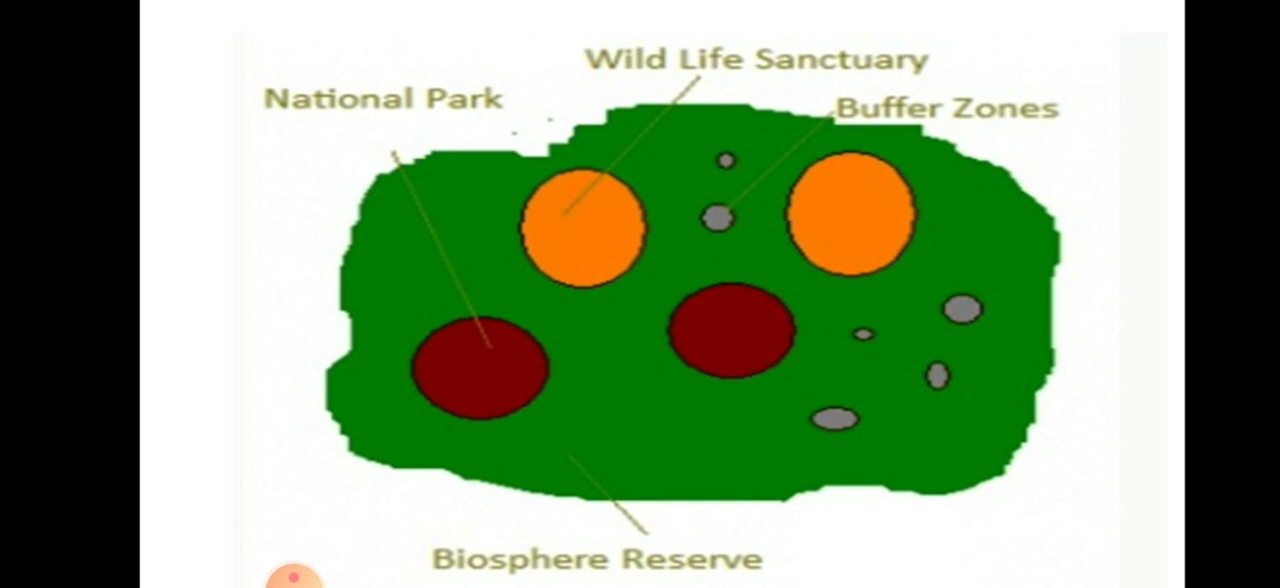 Wild Life Sanctuary
National Park
Buffer Zones
Biosphere Reserve